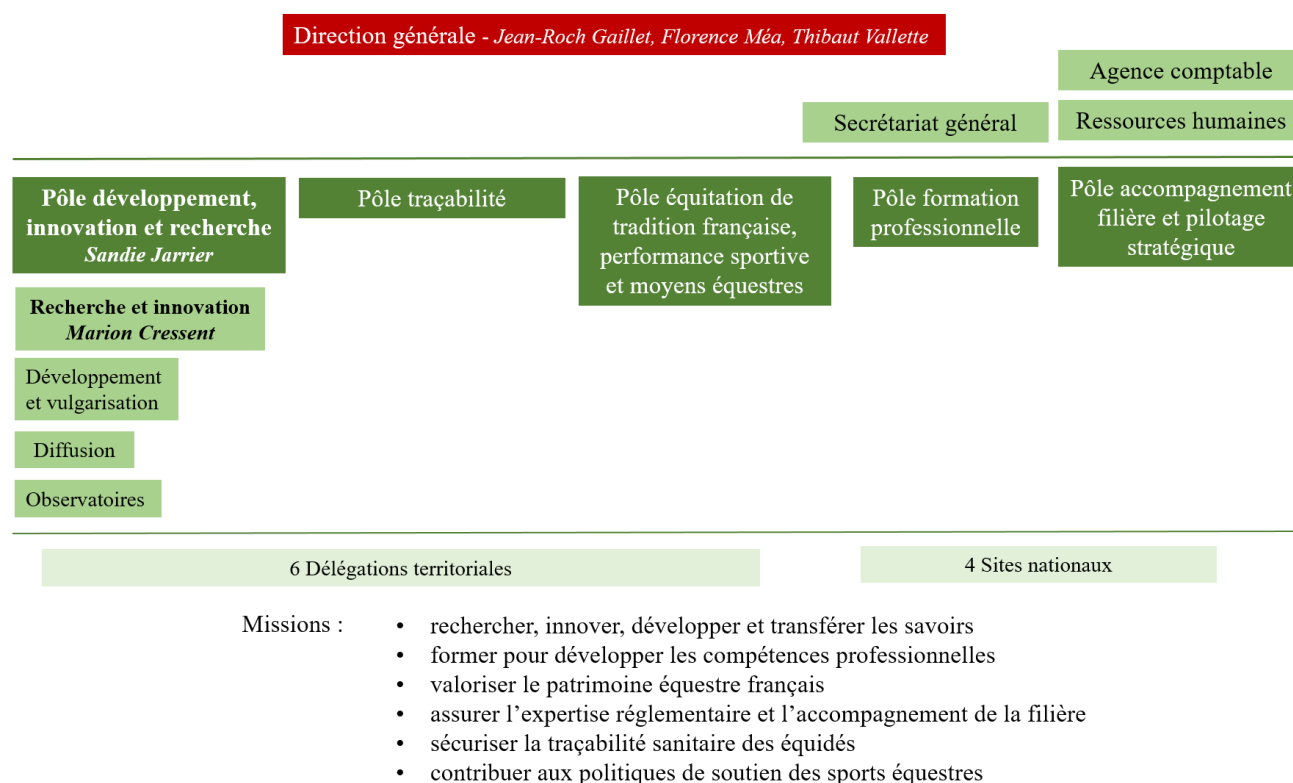 Direction générale - Jean-Roch Gaillet, Florence Méa, Thibaut Vallette
Agence comptable
Secrétariat général
Ressources humaines
Pôle développement,
innovation et recherche
Sandie Jarrier
Pôle traçabilité
Pôle équitation de
tradition française,
performance sportive
et moyens équestres
Pôle formation
professionnelle
Pôle accompagnement
filière et pilotage
stratégique
Recherche et innovation
Marion Cressent
Développement
et vulgarisation
Diffusion
Observatoires
6 Délégations territoriales
4 Sites nationaux
Missions :
• rechercher, innover, développer et transférer les savoirs
• former pour développer les compétences professionnelles
• valoriser le patrimoine équestre français
• assurer l’expertise réglementaire et l’accompagnement de la filière
• sécuriser la traçabilité sanitaire des équidés
• contribuer aux politiques de soutien des sports équestres